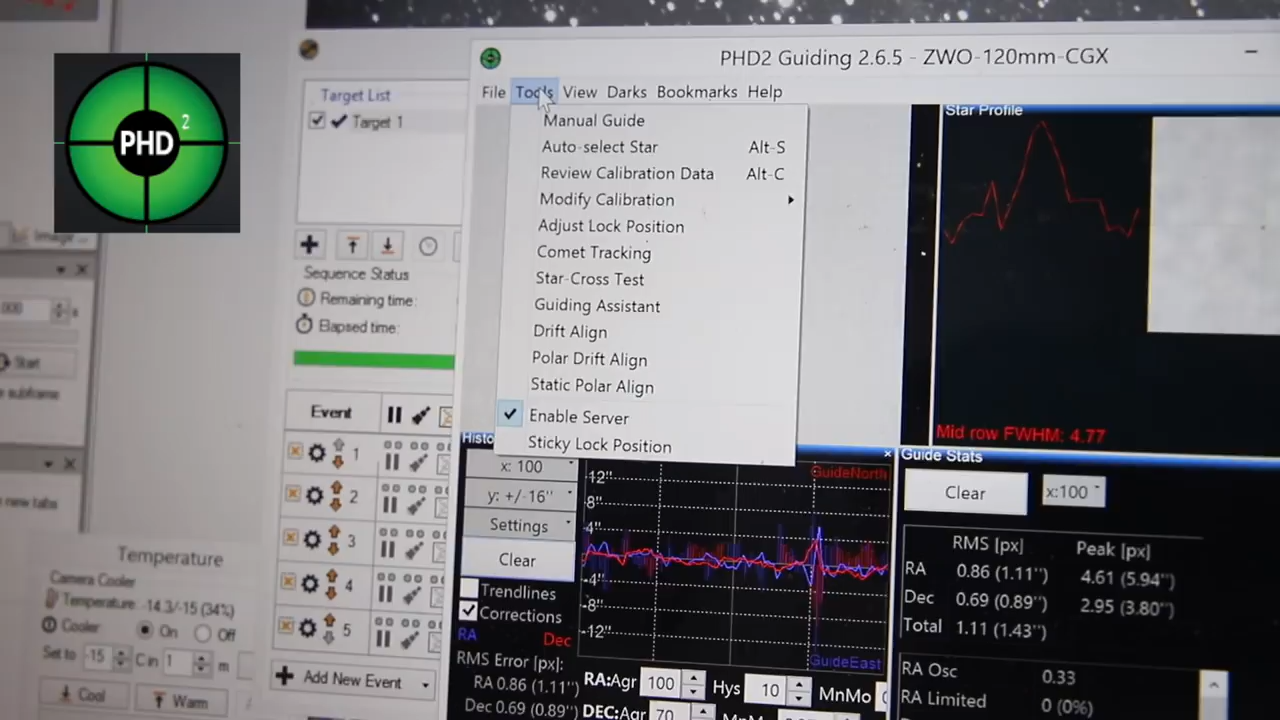 PHD2 Guiding 2.6.5 - ZWO-120mm-CGX
PHD 2
File Tools View Darks Bookmarks Help
Manual Guide
Auto-select Star Alt-S
Review Calibration Data Alt-C
Modify Calibration
Adjust Lock Position
Comet Tracking
Star-Cross Test
Guiding Assistant
Drift Align
Polar Drift Align
Static Polar Align
Enable Server
Sticky Lock Position
Target List
Target 1
Sequence Status
Remaining time:
Elapsed time:
Event
1
2
3
4
5
Add New Event
Star Profile
Mid row FWHM: 4.77
Start
subframe
new tabs
Temperature
Camera Cooler
Temperature: -14.3/-15 (34%)
Cooler: On Off
Set to -15 C in 1 m
Cool Warm
x: 100
y: +/-16"
Settings
Clear
Trendlines
Corrections
RA Dec
RMS Error [px]:
RA 0.86 (1.11")
Dec 0.69 (0.89")
12"
8"
4"
-4"
-8"
-12"
GuideNorth
GuideEast
RA: Agr 100 Hys 10 MnMo
DEC: Agr 70
Guide Stats
Clear x:100
RMS [px] Peak [px]
RA 0.86 (1.11") 4.61 (5.94")
Dec 0.69 (0.89") 2.95 (3.80")
Total 1.11 (1.43")
RA Osc 0.33
RA Limited 0 (0%)